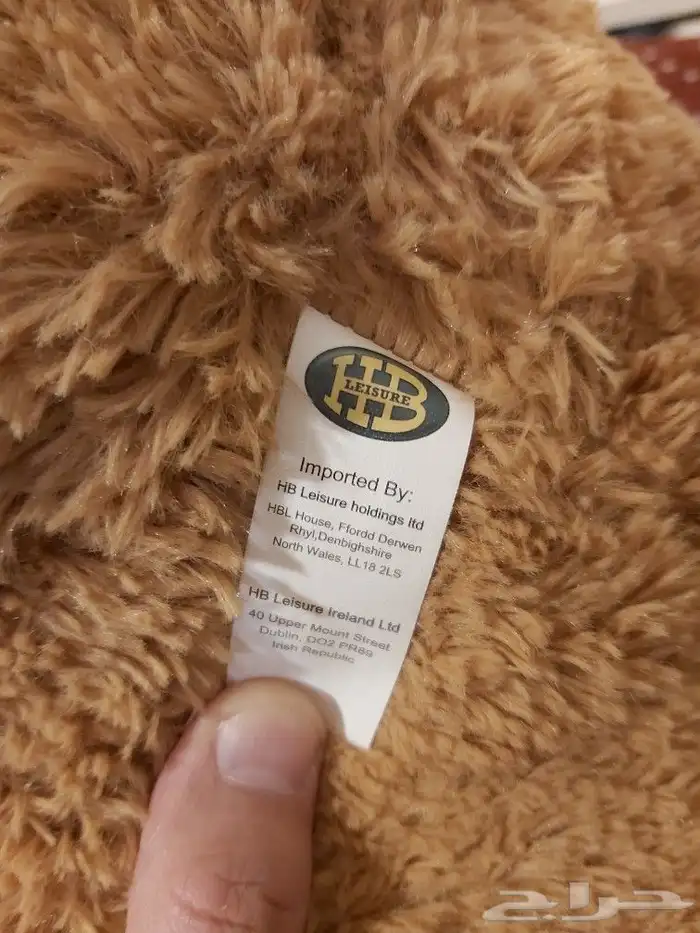 HB
LEISURE
Imported By:
HB Leisure holdings ltd
HBL House, Ffordd Derwen
Rhyl,Denbighshire
North Wales, LL18 2LS
HB Leisure Ireland Ltd
40 Upper Mount Street
Dublin, DO2 PR89
Irish Republic
حراج